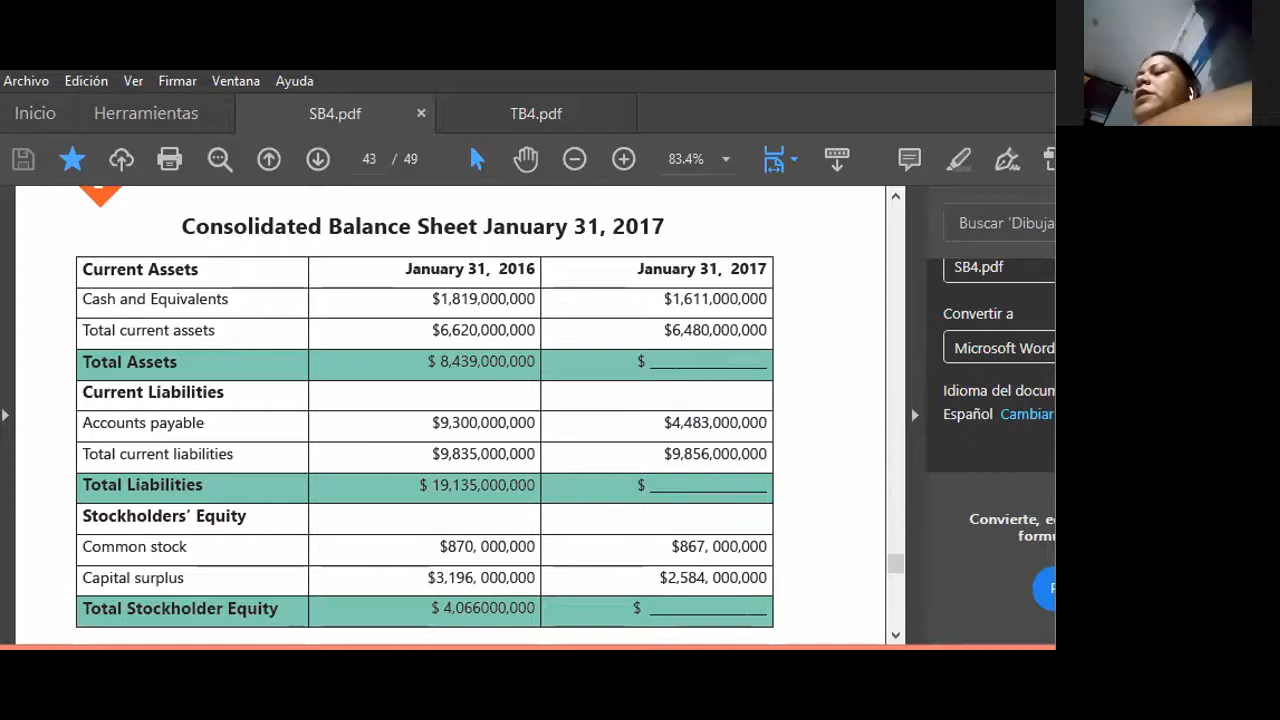 Archivo Edición Ver Firmar Ventana Ayuda
Inicio Herramientas SB4.pdf × TB4.pdf
43 / 49 83.4%
Consolidated Balance Sheet January 31, 2017
Current Assets January 31, 2016 January 31, 2017
Cash and Equivalents $1,819,000,000 $1,611,000,000
Total current assets $6,620,000,000 $6,480,000,000
Total Assets $ 8,439,000,000 $ _______________
Current Liabilities
Accounts payable $9,300,000,000 $4,483,000,000
Total current liabilities $9,835,000,000 $9,856,000,000
Total Liabilities $ 19,135,000,000 $ _______________
Stockholders’ Equity
Common stock $870, 000,000 $867, 000,000
Capital surplus $3,196, 000,000 $2,584, 000,000
Total Stockholder Equity $ 4,066000,000 $ _______________
Buscar 'Dibuja
SB4.pdf
Convertir a
Microsoft Word
Idioma del docum
Español Cambiar
Convierte, e
form